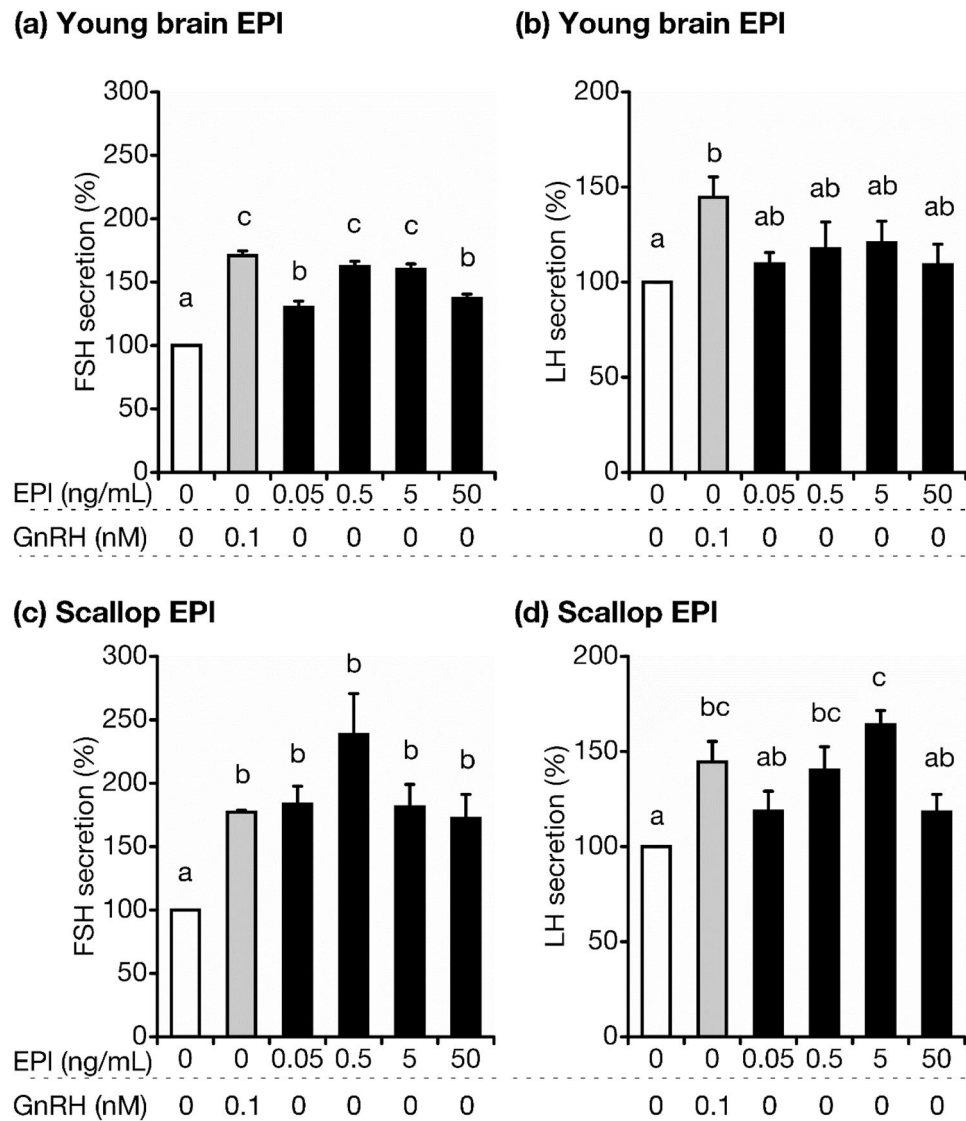 (a) Young brain EPI
(b) Young brain EPI
FSH secretion (%)
300
250
200
150
100
50
0
a
c
b
c
c
b
LH secretion (%)
200
150
100
50
0
a
b
ab
ab
ab
ab
EPI (ng/mL) 0 0 0.05 0.5 5 50 0 0 0.05 0.5 5 50
GnRH (nM) 0 0.1 0 0 0 0 0 0.1 0 0 0 0
(c) Scallop EPI
(d) Scallop EPI
FSH secretion (%)
300
250
200
150
100
50
0
a
b
b
b
b
b
LH secretion (%)
200
150
100
50
0
a
bc
ab
bc
c
ab
EPI (ng/mL) 0 0 0.05 0.5 5 50 0 0 0.05 0.5 5 50
GnRH (nM) 0 0.1 0 0 0 0 0 0.1 0 0 0 0